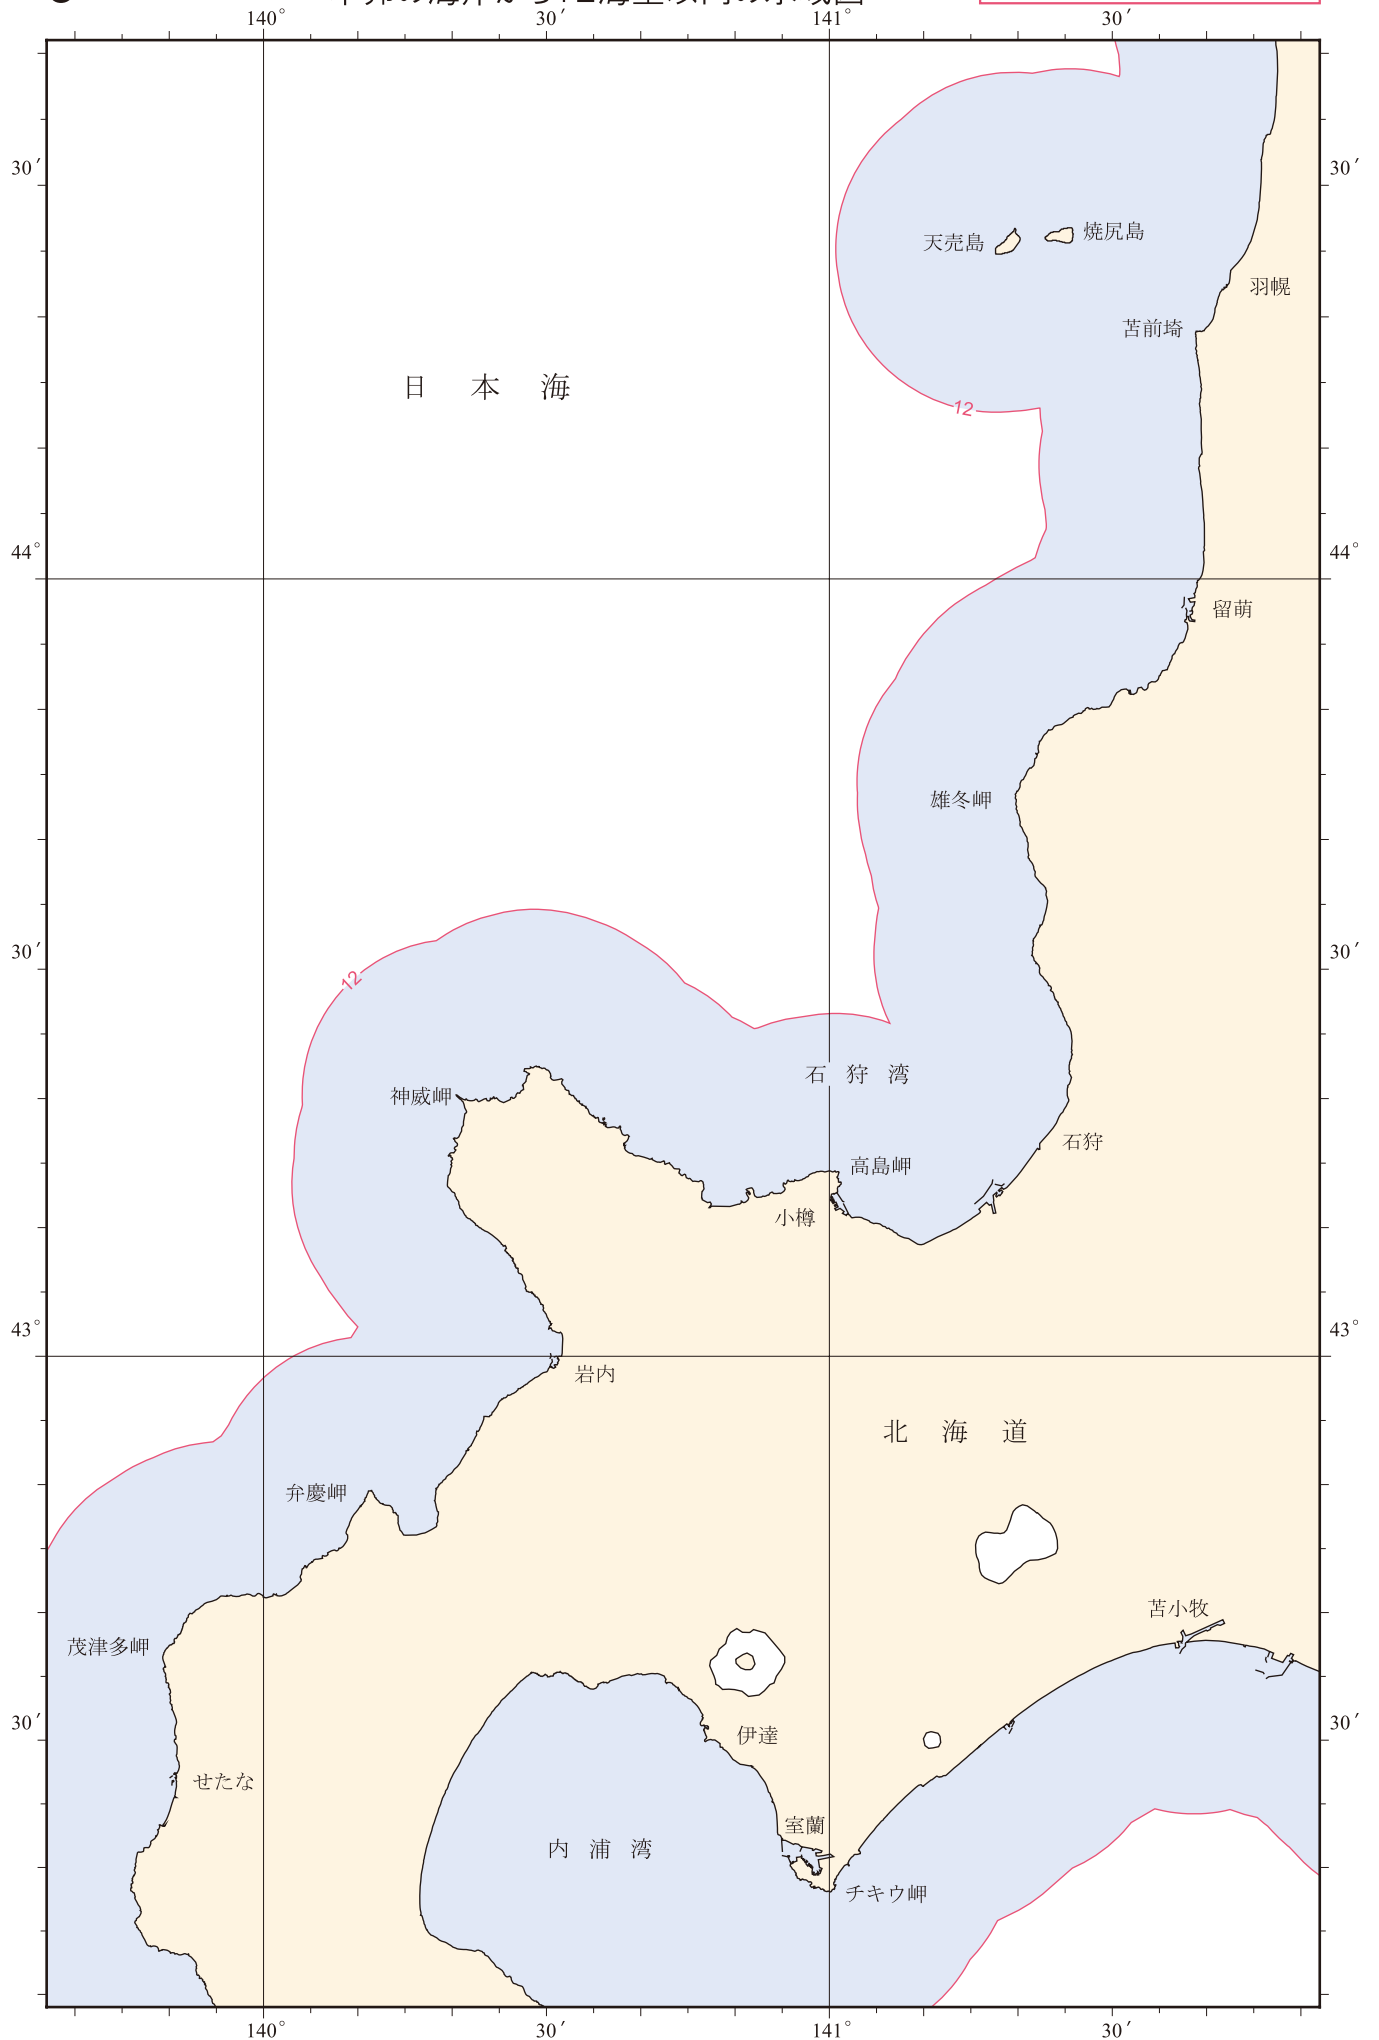 140° 30′ 141° 30′
30′ 30′
天売島 焼尻島
羽幌
苫前埼
日 本 海
12
44° 44°
留萌
雄冬岬
30′ 30′
12
石 狩 湾
神威岬
石狩
高島岬
小樽
43° 43°
岩内
北 海 道
弁慶岬
苫小牧
茂津多岬
30′ 30′
伊達
せたな
室蘭
内 浦 湾
チキウ岬
140° 30′ 141° 30′